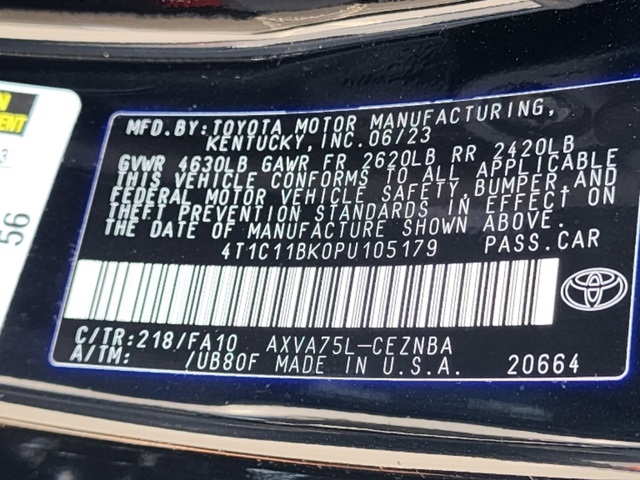 MFD.BY:TOYOTA MOTOR MANUFACTURING,
KENTUCKY, INC.06/23
GVWR 4630LB GAWR FR 2620LB RR 2420LB
THIS VEHICLE CONFORMS TO ALL APPLICABLE
FEDERAL MOTOR VEHICLE SAFETY,BUMPER,AND
THEFT PREVENTION STANDARDS IN EFFECT ON
THE DATE OF MANUFACTURE SHOWN ABOVE.
4T1C11BK0PU105179 PASS.CAR
C/TR:218/FA10 AXVA75L-CEZNBA
A/TM: /UB80F MADE IN U.S.A. 20664
56